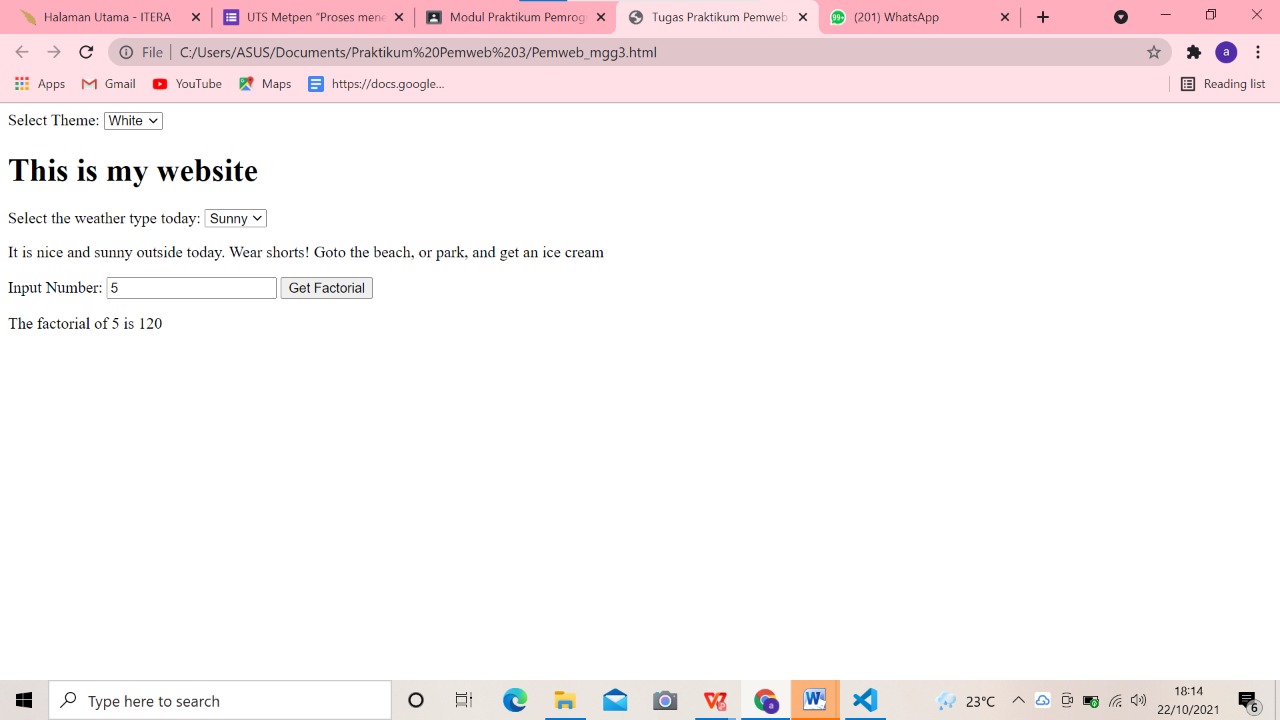 Halaman Utama - ITERA
UTS Metpen "Proses mene
Modul Praktikum Pemrog
Tugas Praktikum Pemweb
99+
(201) WhatsApp
File
C:/Users/ASUS/Documents/Praktikum%20Pemweb%203/Pemweb_mgg3.html
a
Apps
Gmail
YouTube
Maps
https://docs.google...
Reading list
Select Theme: White
This is my website
Select the weather type today: Sunny
It is nice and sunny outside today. Wear shorts! Goto the beach, or park, and get an ice cream
Input Number: 5 Get Factorial
The factorial of 5 is 120
Type here to search
23°C
18:14
22/10/2021
6